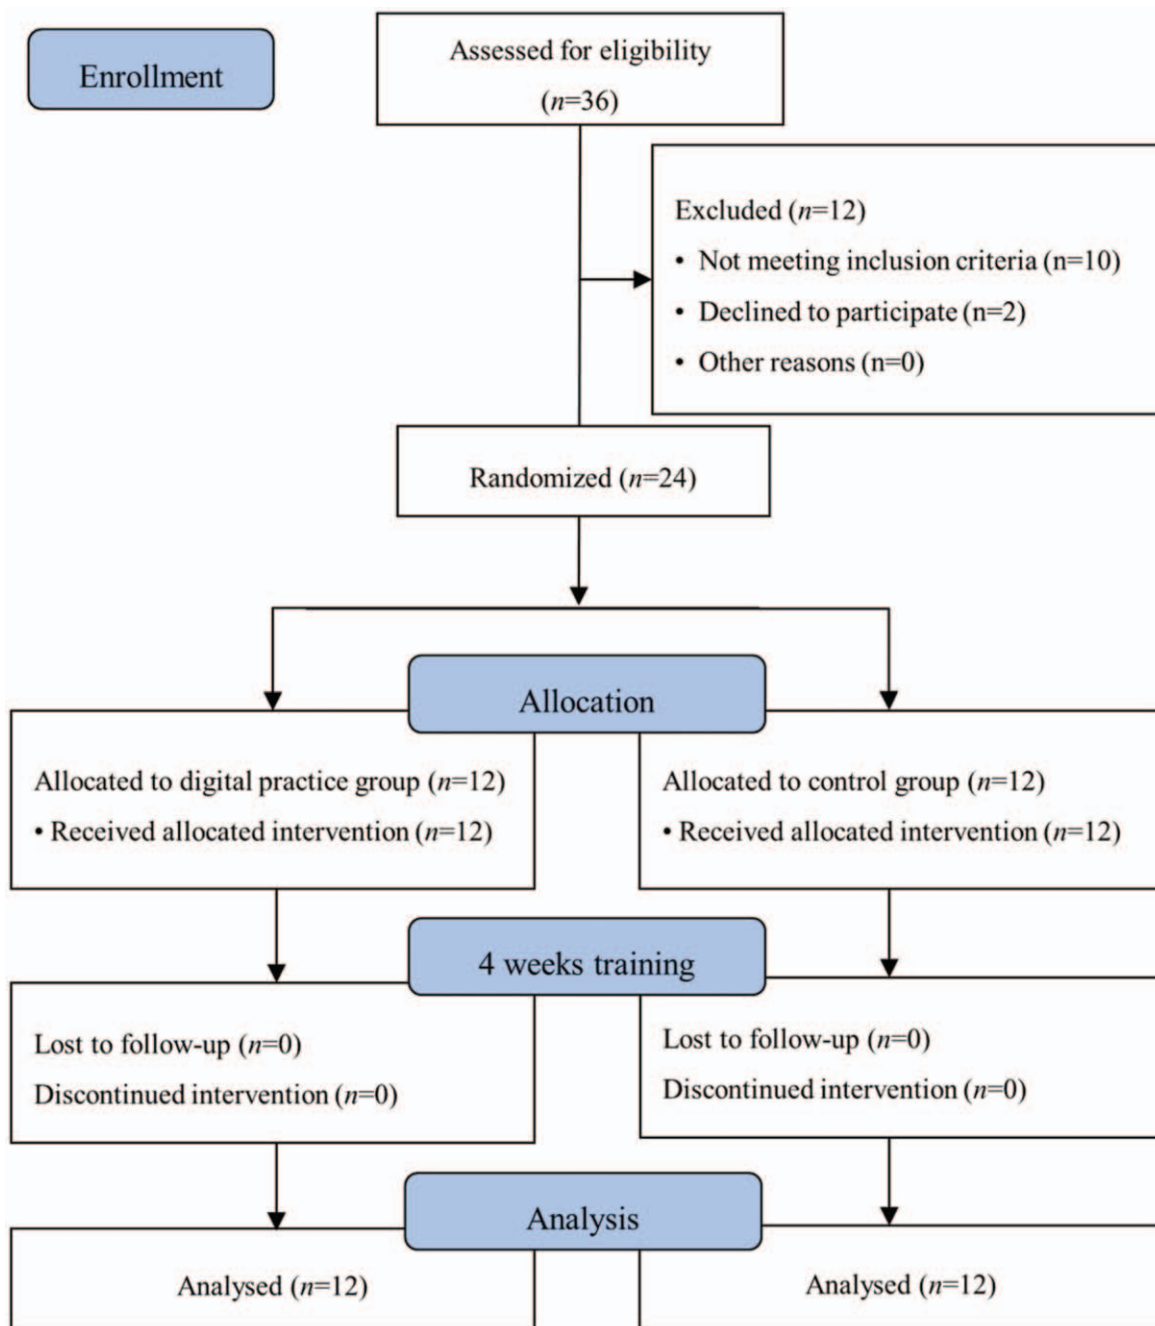 Enrollment
Assessed for eligibility
(n=36)
Excluded (n=12)
• Not meeting inclusion criteria (n=10)
• Declined to participate (n=2)
• Other reasons (n=0)
Randomized (n=24)
Allocation
Allocated to digital practice group (n=12)
• Received allocated intervention (n=12)
Allocated to control group (n=12)
• Received allocated intervention (n=12)
4 weeks training
Lost to follow-up (n=0)
Discontinued intervention (n=0)
Lost to follow-up (n=0)
Discontinued intervention (n=0)
Analysis
Analysed (n=12)
Analysed (n=12)